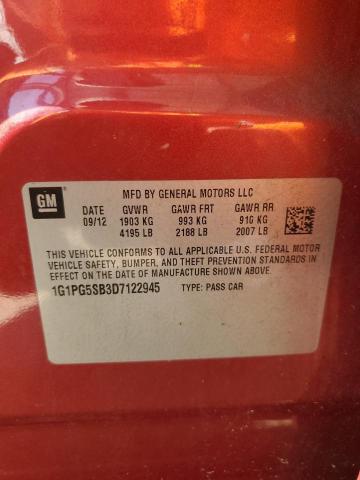 GM
MFD BY GENERAL MOTORS LLC
DATE GVWR GAWR FRT GAWR RR
09/12 1903 KG 993 KG 910 KG
4195 LB 2188 LB 2007 LB
THIS VEHICLE CONFORMS TO ALL APPLICABLE U.S. FEDERAL MOTOR
VEHICLE SAFETY, BUMPER, AND THEFT PREVENTION STANDARDS IN
EFFECT ON THE DATE OF MANUFACTURE SHOWN ABOVE.
1G1PG5SB3D7122945 TYPE: PASS CAR